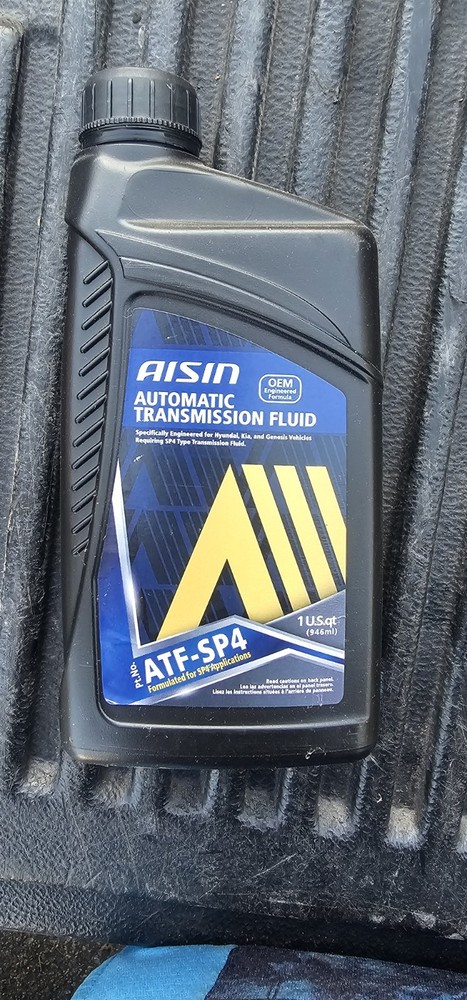 AISIN
OEM
Engineered
Formula
AUTOMATIC
TRANSMISSION FLUID
Specifically Engineered for Hyundai, Kia, and Genesis Vehicles
Requiring SP4 Type Transmission Fluid.
1 U.S.qt
(946ml)
Pt.No.
ATF-SP4
Formulated for SP4 Applications
Read cautions on back panel.
Lea las advertencias en el panel trasero.
Lisez les instructions situées à l'arrière du panneau.